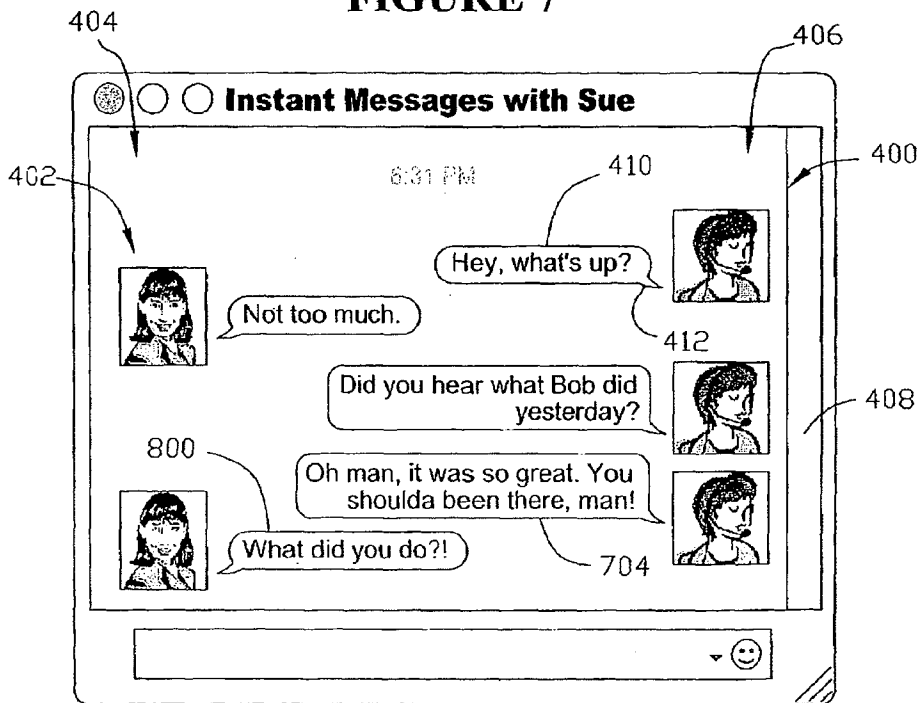 FIGURE 7
404
406
Instant Messages with Sue
402
6:31 PM
410
400
Hey, what's up?
Not too much.
412
Did you hear what Bob did
yesterday?
408
800
Oh man, it was so great. You
shoulda been there, man!
What did you do?!
704